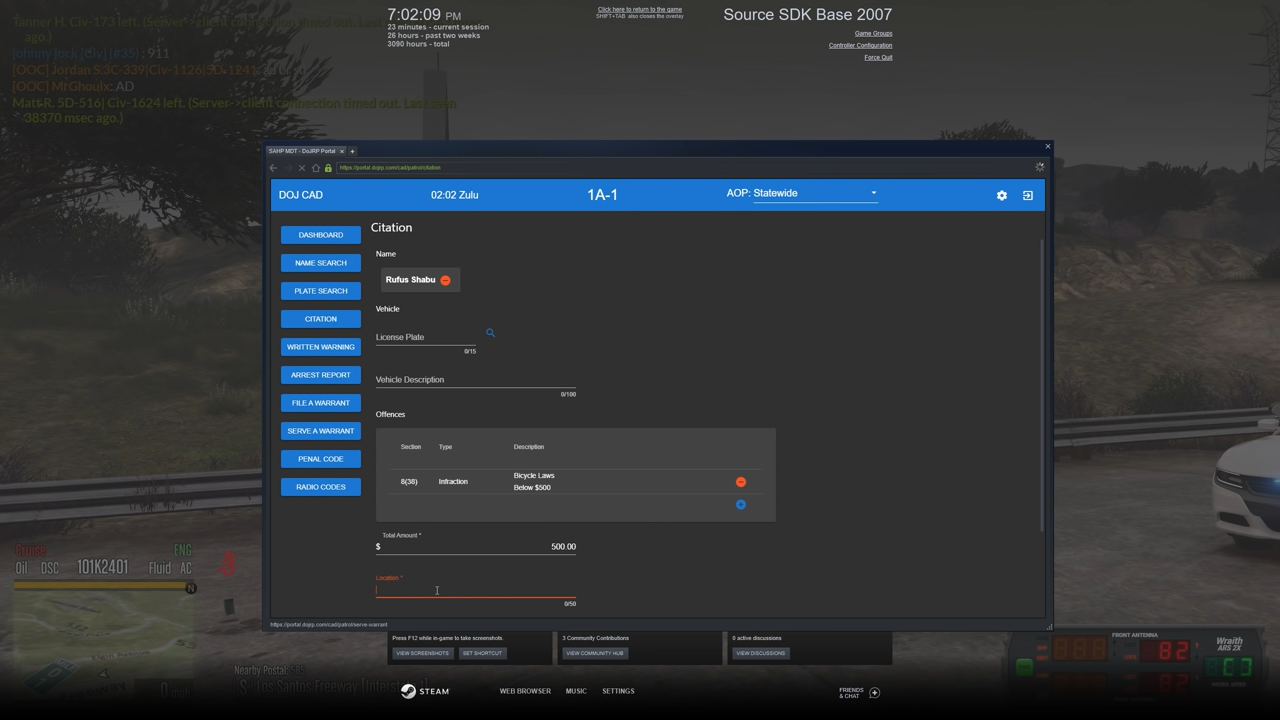 Tanner H. Civ-173 left. (Server->client connection timed out. Last seen
ago.)
Johnny Jock [Civ] (#35) : 911
[OOC] Jordan S.3C-339|Civ-1126|5D-124]:
[OOC] MrGhoulx: AD
Matt R. 5D-516| Civ-1624 left. (Server->client connection timed out. Last seen
38370 msec ago.)
7:02:09 PM
23 minutes - current session
26 hours - past two weeks
3090 hours - total
Click here to return to the game
SHIFT+TAB also closes the overlay
Source SDK Base 2007
Game Groups
Controller Configuration
Force Quit
SAHP MDT - DoJRP Portal
https://portal.dojrp.com/cad/patrol/citation
DOJ CAD
02:02 Zulu
1A-1
AOP: Statewide
DASHBOARD
NAME SEARCH
PLATE SEARCH
CITATION
WRITTEN WARNING
ARREST REPORT
FILE A WARRANT
SERVE A WARRANT
PENAL CODE
RADIO CODES
Citation
Name
Rufus Shabu
Vehicle
License Plate
0/15
Vehicle Description
0/100
Offences
Section Type Description
8(38) Infraction Bicycle Laws
Below $500
Total Amount *
$ 500.00
Location *
0/50
https://portal.dojrp.com/cad/patrol/serve-warrant
Press F12 while in-game to take screenshots.
VIEW SCREENSHOTS SET SHORTCUT
3 Community Contributions
VIEW COMMUNITY HUB
0 active discussions
VIEW DISCUSSIONS
Cruise ENG
Oil DSC 101K2401 Fluid AC
N
Nearby Postal:
S. Los Santos Freeway [Interstate
0 mph
FRONT ANTENNA
82
Wraith
ARS 2X
STEAM
WEB BROWSER
MUSIC
SETTINGS
FRIENDS
& CHAT